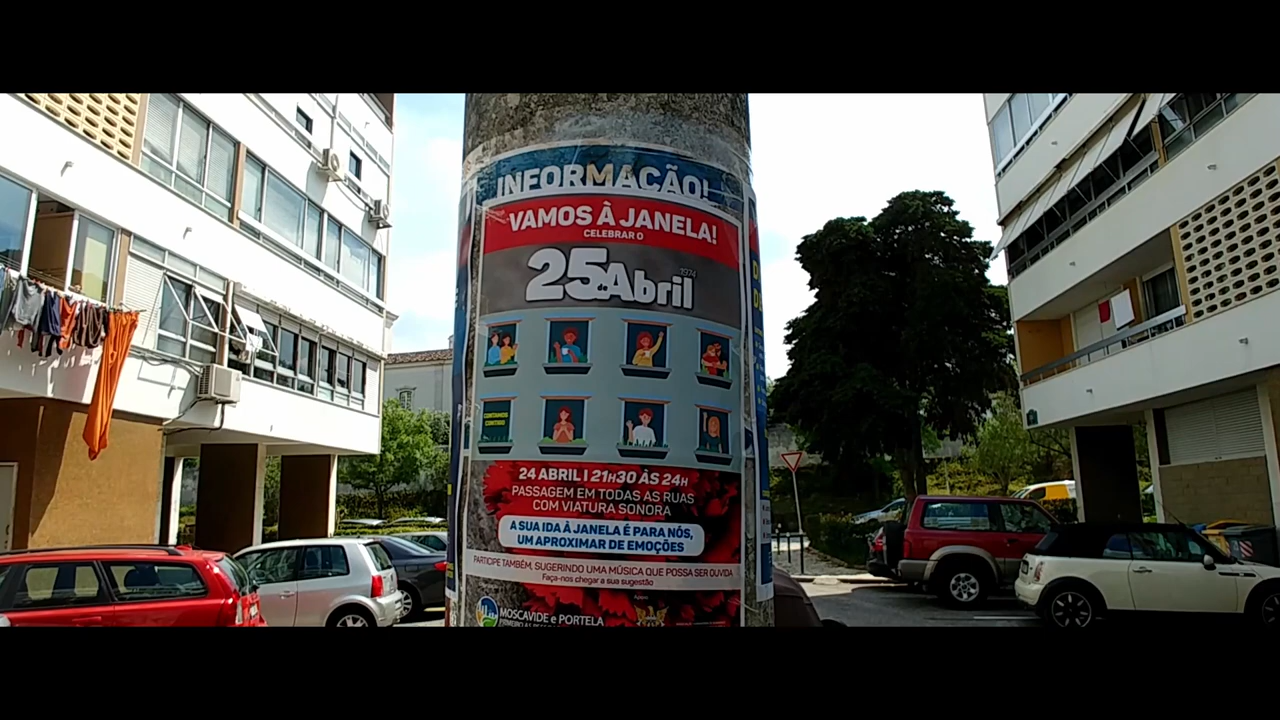 INFORMAÇÃO!
VAMOS À JANELA!
CELEBRAR O
25 de Abril 1974
CONTAMOS
CONTIGO
24 ABRIL | 21H30 ÀS 24H
PASSAGEM EM TODAS AS RUAS
COM VIATURA SONORA
A SUA IDA À JANELA É PARA NÓS,
UM APROXIMAR DE EMOÇÕES
PARTICIPE TAMBÉM, SUGERINDO UMA MÚSICA QUE POSSA SER OUVIDA
Faça-nos chegar a sua sugestão
MOSCAVIDE e PORTELA